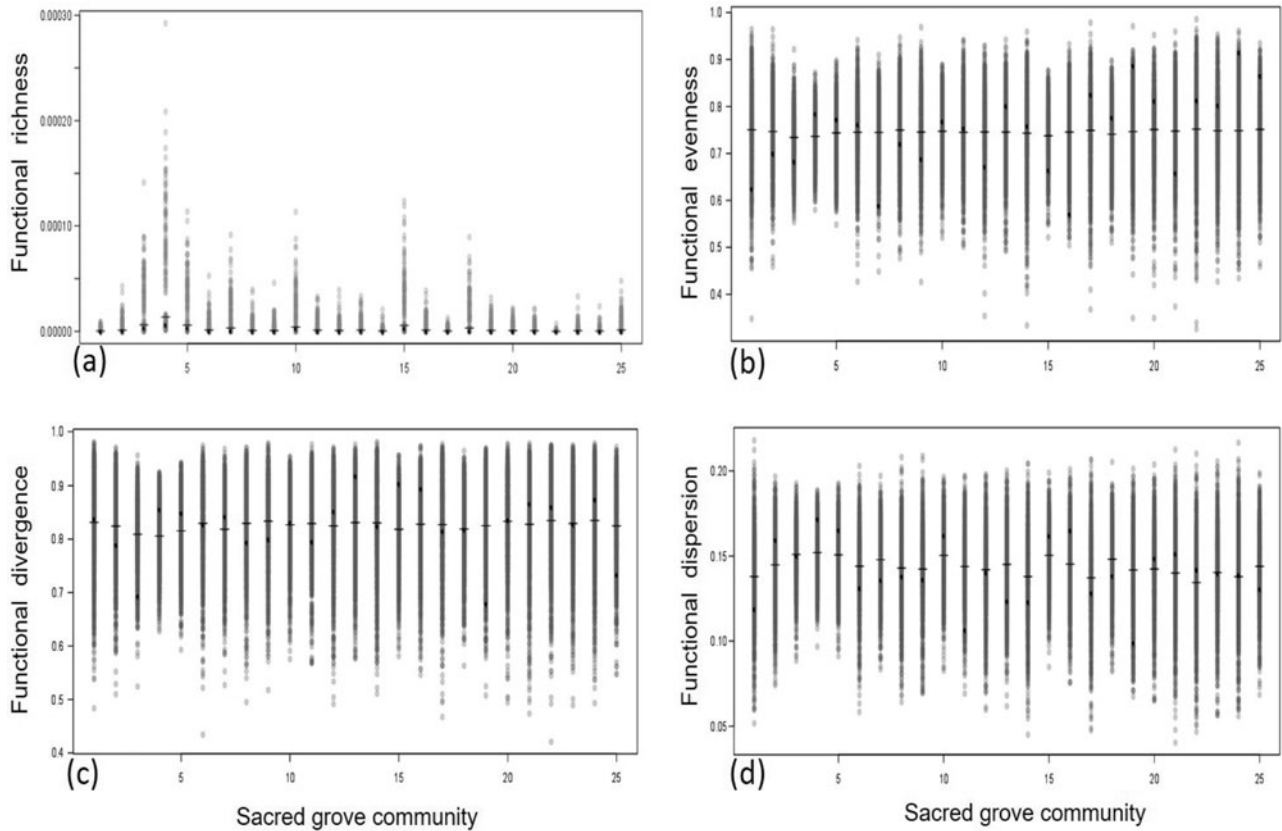 Functional richness
0.00030
0.00020
0.00010
0.00000
5 10 15 20 25
(a)
Functional evenness
1.0
0.9
0.8
0.7
0.6
0.5
0.4
5 10 15 20 25
(b)
Functional divergence
1.0
0.9
0.8
0.7
0.6
0.5
0.4
5 10 15 20 25
(c)
Sacred grove community
Functional dispersion
0.20
0.15
0.10
0.05
5 10 15 20 25
(d)
Sacred grove community